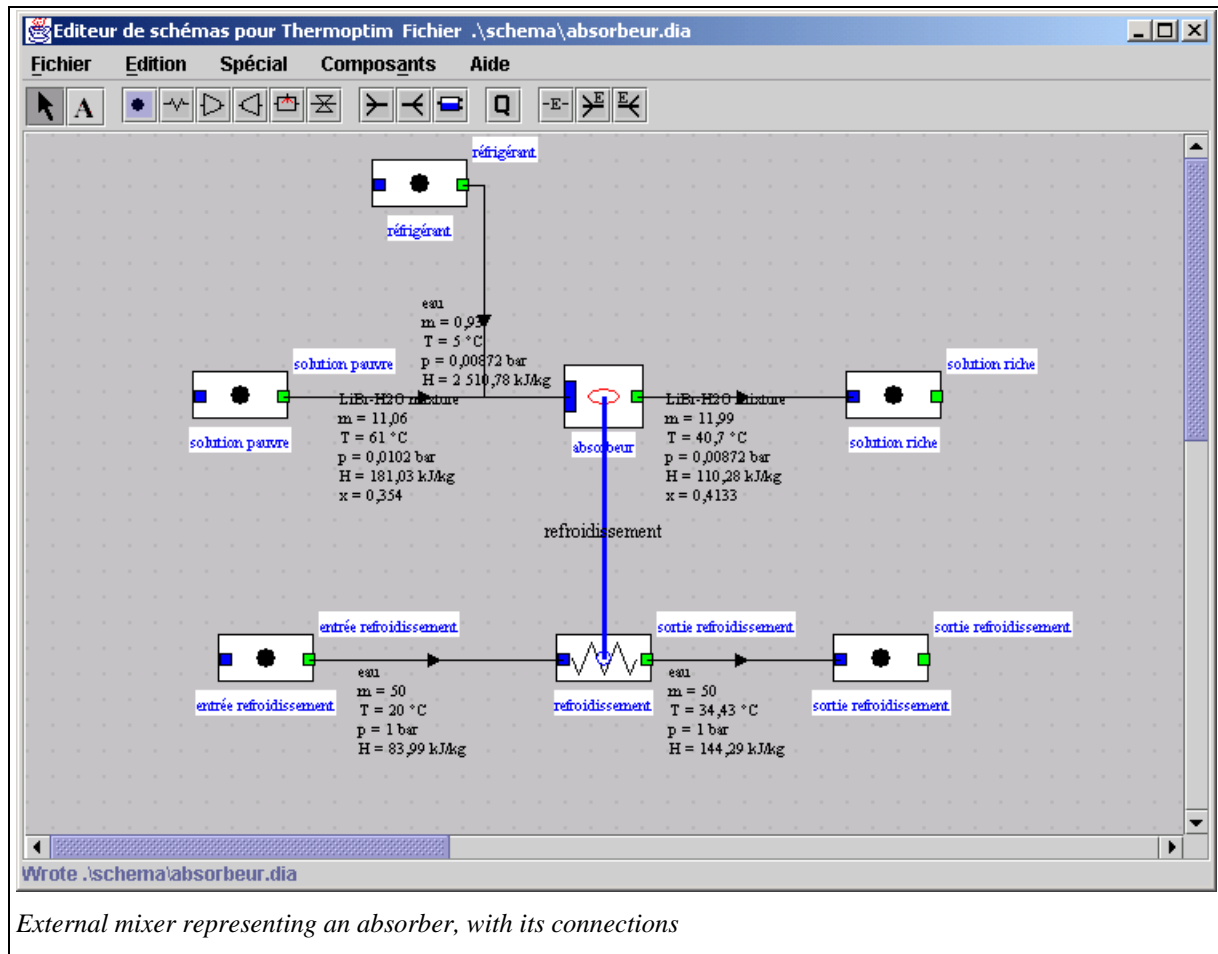 Editeur de schémas pour Thermoptim Fichier .\schema\absorbeur.dia
Fichier Edition Spécial Composants Aide
A Q -E- E E
réfrigérant
réfrigérant
eau
m = 0,93
T = 5 °C
p = 0,00872 bar
H = 2 510,78 kJ/kg
solution pauvre
solution pauvre
LiBr-H2O mixture
m = 11,06
T = 61 °C
p = 0,0102 bar
H = 181,03 kJ/kg
x = 0,354
absorbeur
LiBr-H2O mixture
m = 11,99
T = 40,7 °C
p = 0,00872 bar
H = 110,28 kJ/kg
x = 0,4133
solution riche
solution riche
refroidissement
entrée refroidissement
entrée refroidissement
eau
m = 50
T = 20 °C
p = 1 bar
H = 83,99 kJ/kg
refroidissement
sortie refroidissement
eau
m = 50
T = 34,43 °C
p = 1 bar
H = 144,29 kJ/kg
sortie refroidissement
sortie refroidissement
Wrote .\schema\absorbeur.dia
External mixer representing an absorber, with its connections